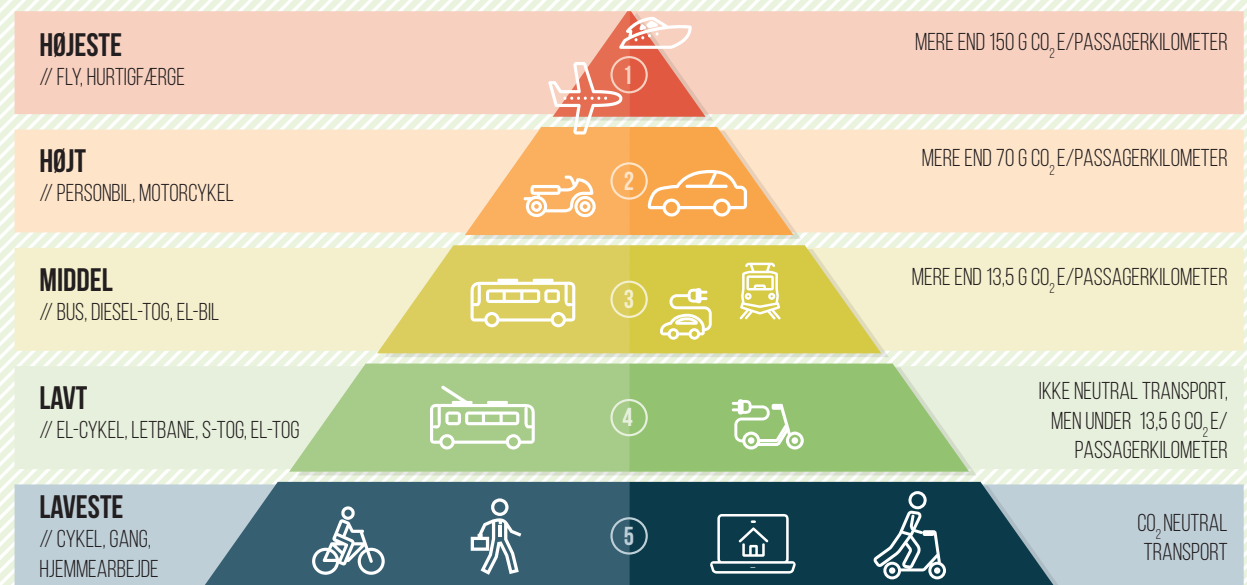 HØJESTE
// FLY, HURTIGFÆRGE
1
MERE END 150 G CO₂E/PASSAGERKILOMETER
HØJT
// PERSONBIL, MOTORCYKEL
2
MERE END 70 G CO₂E/PASSAGERKILOMETER
MIDDEL
// BUS, DIESEL-TOG, EL-BIL
3
MERE END 13,5 G CO₂E/PASSAGERKILOMETER
LAVT
// EL-CYKEL, LETBANE, S-TOG, EL-TOG
4
IKKE NEUTRAL TRANSPORT,
MEN UNDER 13,5 G CO₂E/
PASSAGERKILOMETER
LAVESTE
// CYKEL, GANG,
HJEMMEARBEJDE
5
CO₂ NEUTRAL
TRANSPORT